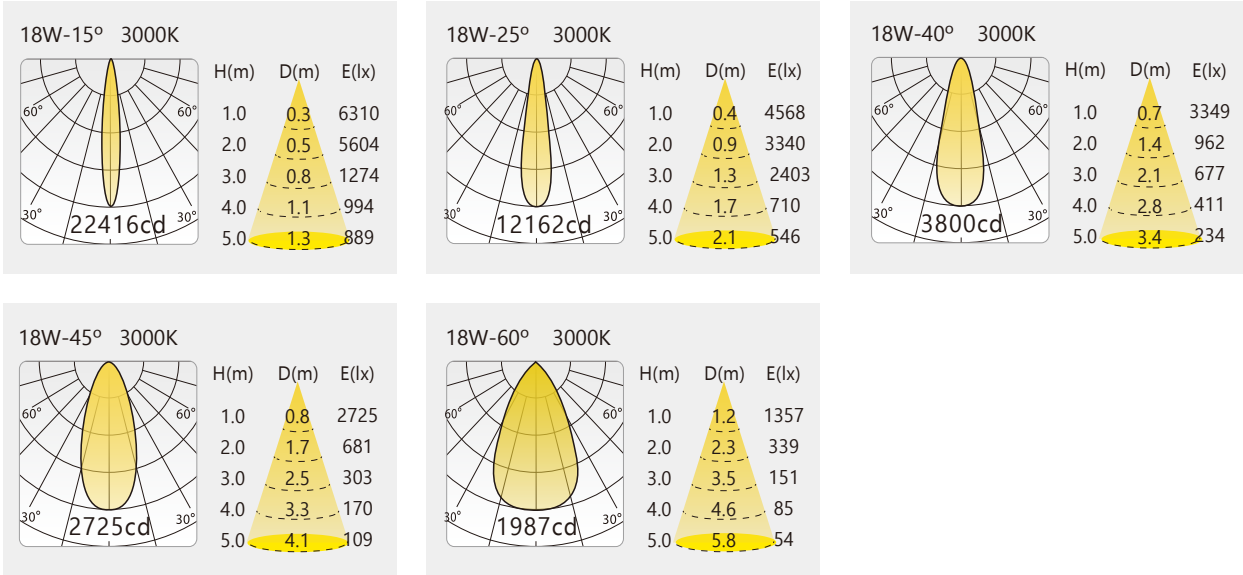 18W-15º 3000K
H(m) D(m) E(lx)
60° 60° 1.0 0.3 6310
2.0 0.5 5604
3.0 0.8 1274
30° 30° 4.0 1.1 994
22416cd
5.0 1.3 889
18W-25º 3000K
H(m) D(m) E(lx)
60° 60° 1.0 0.4 4568
2.0 0.9 3340
3.0 1.3 2403
30° 30° 4.0 1.7 710
12162cd
5.0 2.1 546
18W-40º 3000K
H(m) D(m) E(lx)
60° 60° 1.0 0.7 3349
2.0 1.4 962
3.0 2.1 677
30° 30° 4.0 2.8 411
3800cd
5.0 3.4 234
18W-45º 3000K
H(m) D(m) E(lx)
60° 60° 1.0 0.8 2725
2.0 1.7 681
3.0 2.5 303
30° 30° 4.0 3.3 170
2725cd
5.0 4.1 109
18W-60º 3000K
H(m) D(m) E(lx)
60° 60° 1.0 1.2 1357
2.0 2.3 339
3.0 3.5 151
30° 30° 4.0 4.6 85
1987cd
5.0 5.8 54